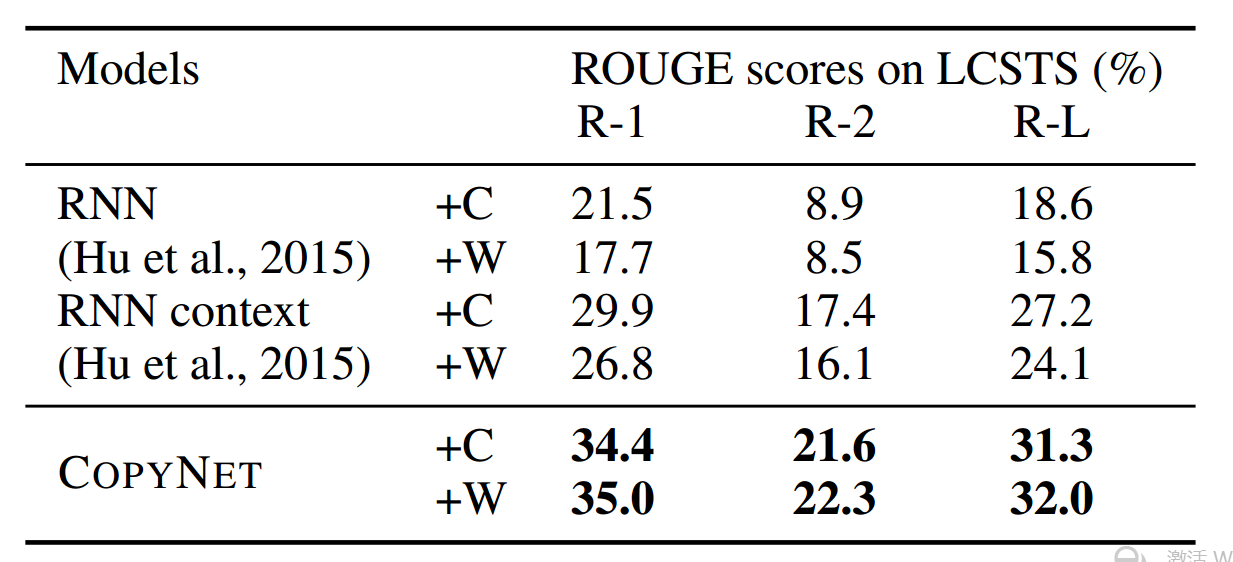 Models ROUGE scores on LCSTS (%)
R-1 R-2 R-L
RNN +C 21.5 8.9 18.6
(Hu et al., 2015) +W 17.7 8.5 15.8
RNN context +C 29.9 17.4 27.2
(Hu et al., 2015) +W 26.8 16.1 24.1
+C 34.4 21.6 31.3
COPYNET
+W 35.0 22.3 32.0
激活 W